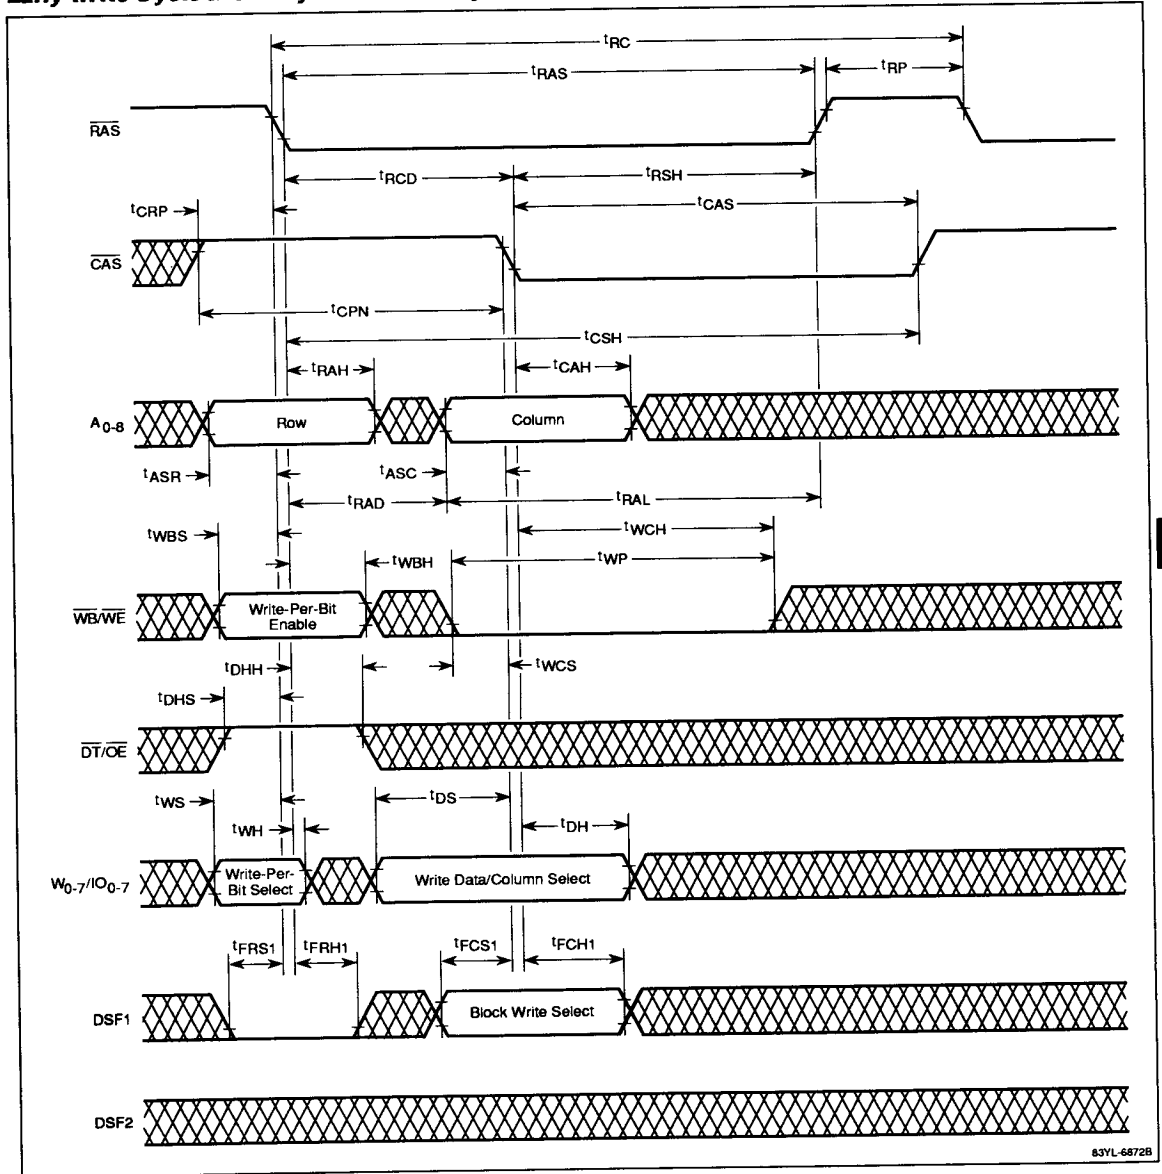 tRC
tRAS
tRP
RAS
tRCD
tRSH
tCRP
tCAS
CAS
tCPN
tCSH
tRAH
tCAH
A0-8
Row
Column
tASR
tASC
tRAD
tRAL
tWBS
tWCH
tWBH
tWP
WB/WE
Write-Per-Bit
Enable
tDHH
tWCS
tDHS
DT/OE
tWS
tDS
tWH
tDH
W0-7/IO0-7
Write-Per-
Bit Select
Write Data/Column Select
tFRS1
tFRH1
tFCS1
tFCH1
DSF1
Block Write Select
DSF2
83YL-6872B